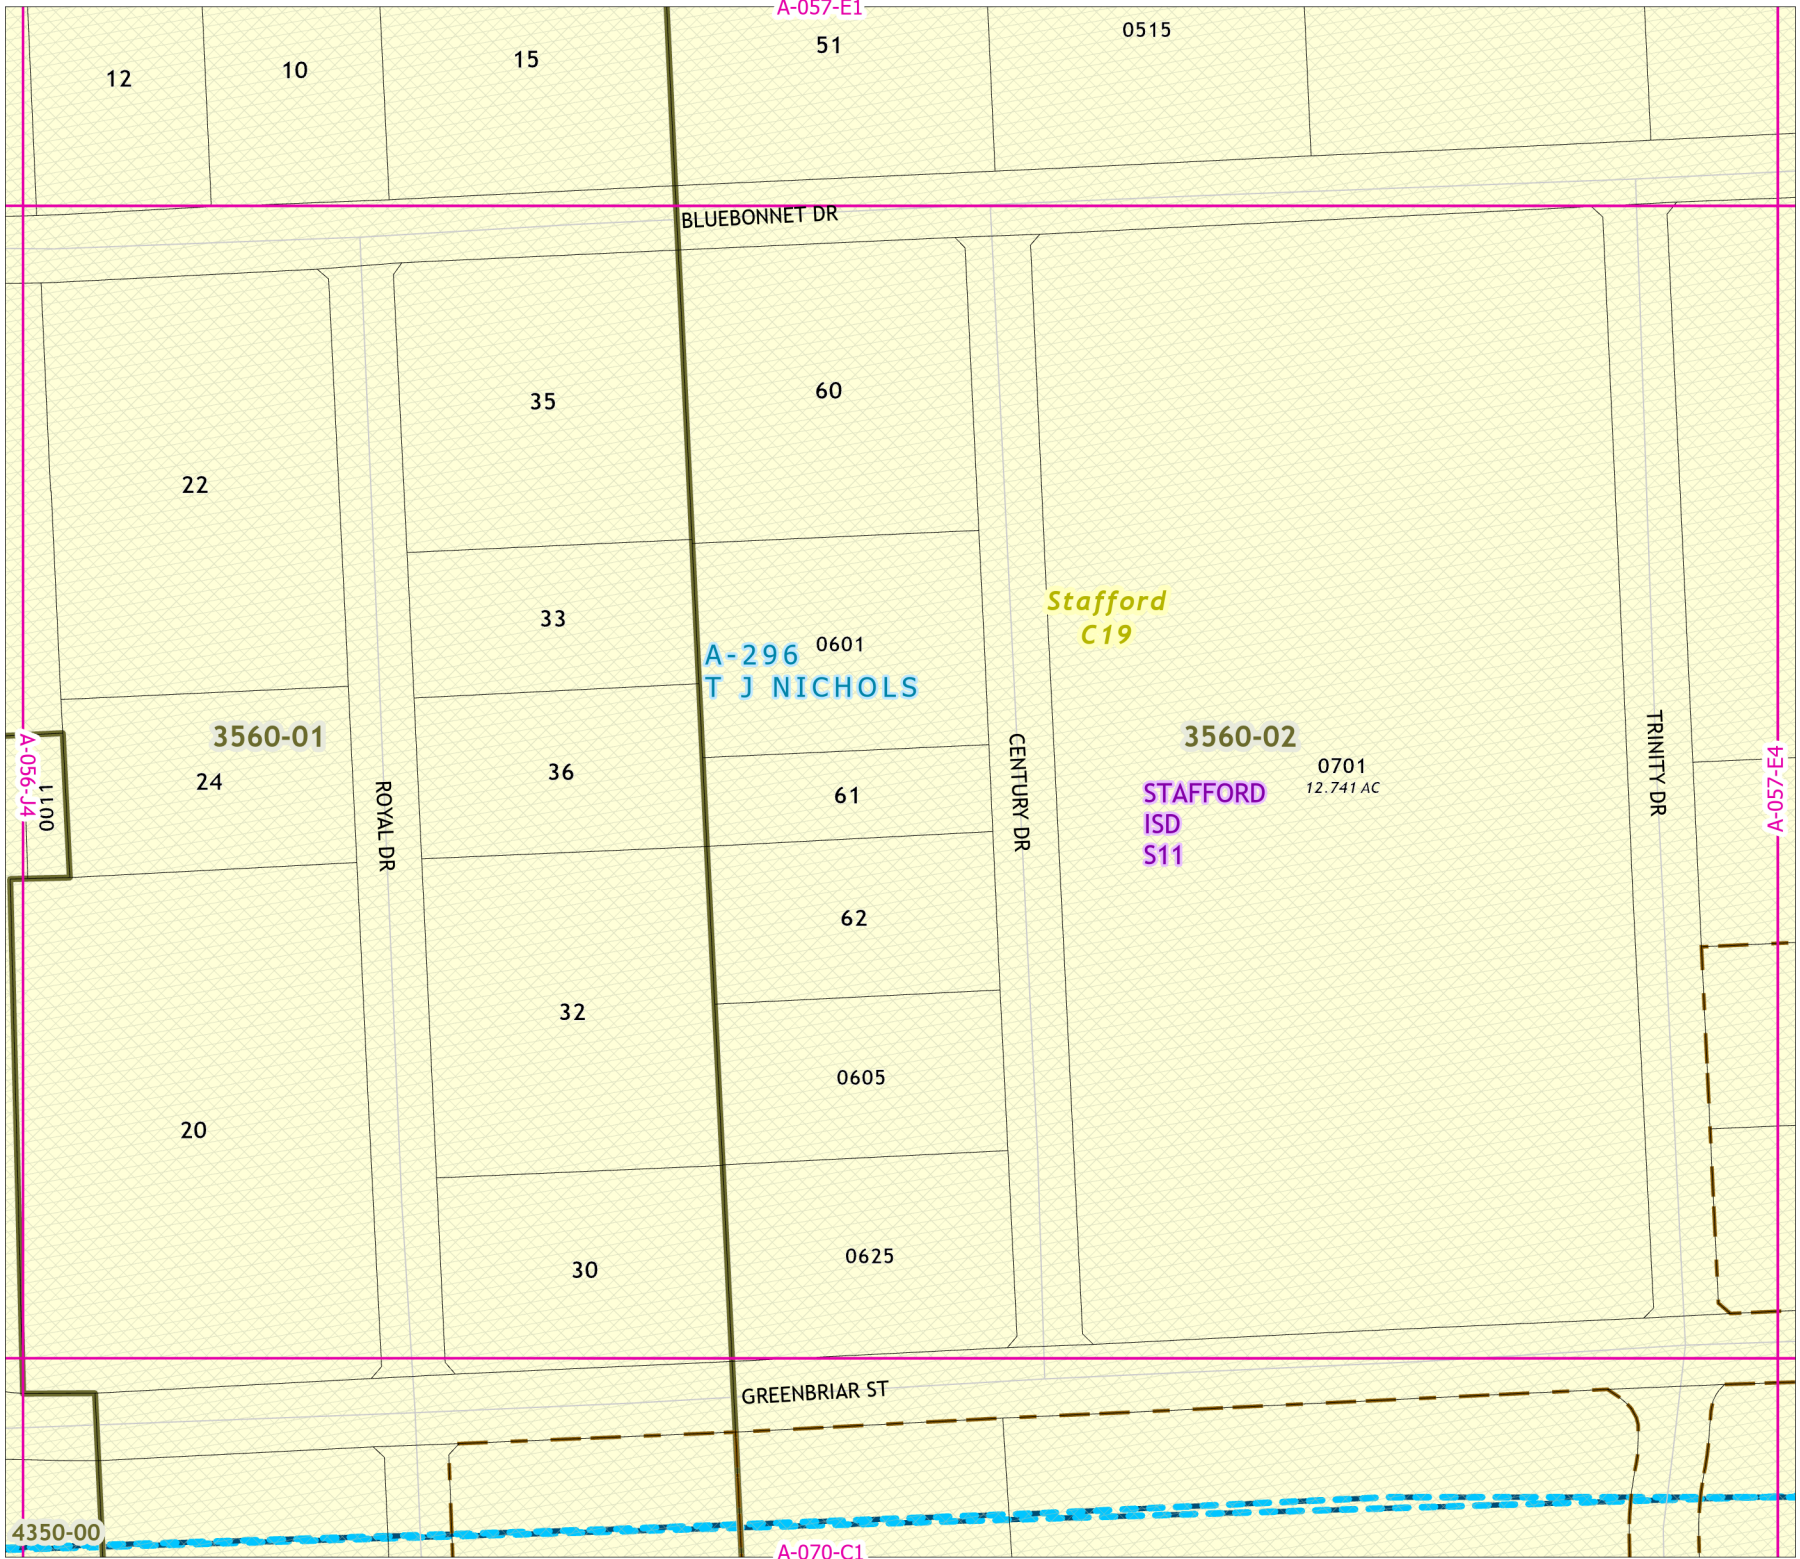 A-057-E1
12
10
15
51
0515
BLUEBONNET DR
22
35
60
33
0601
A-296
T J NICHOLS
Stafford
C19
3560-01
3560-02
24
36
61
0701
12.741 AC
STAFFORD
ISD
S11
A-056-J4
0011
ROYAL DR
CENTURY DR
TRINITY DR
A-057-E4
62
32
0605
20
30
0625
GREENBRIAR ST
4350-00
A-070-C1